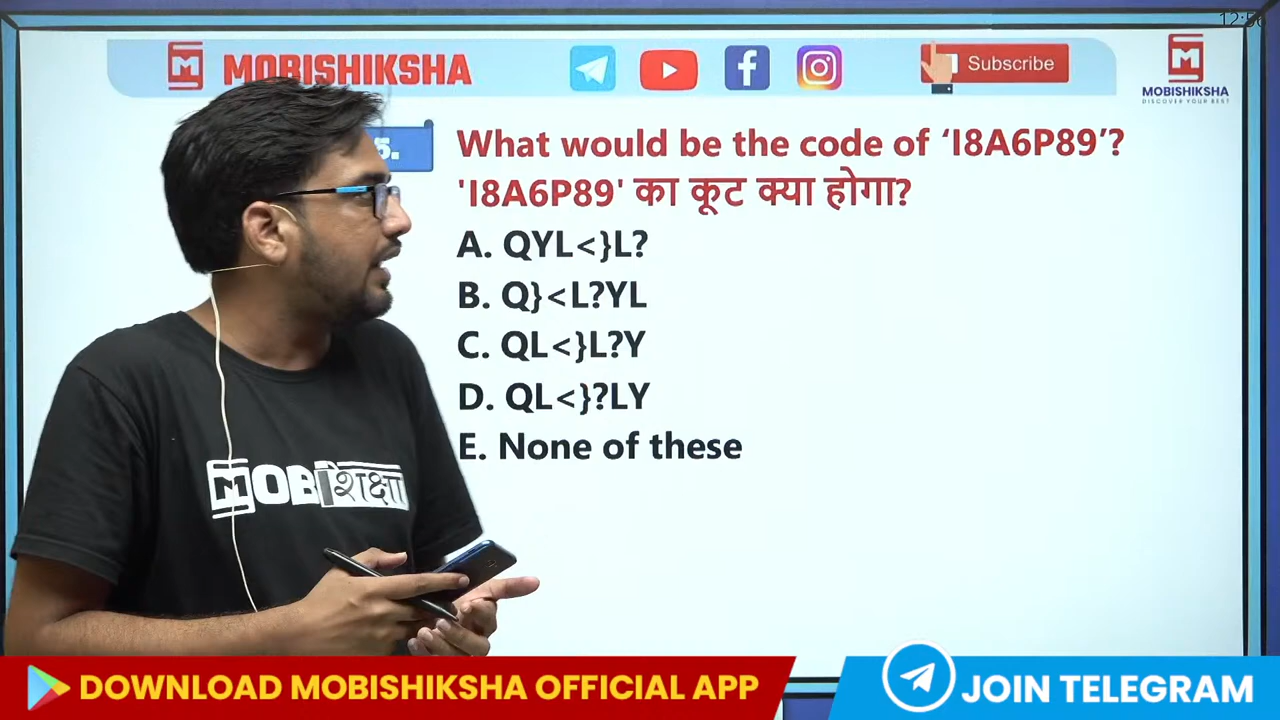 MOBISHIKSHA
Subscribe
MOBISHIKSHA
DISCOVER YOUR BEST
5.
What would be the code of ‘I8A6P89’?
'I8A6P89' का कूट क्या होगा?
A. QYL<}L?
B. Q}<L?YL
C. QL<}L?Y
D. QL<}?LY
E. None of these
MOBIशिक्षा
DOWNLOAD MOBISHIKSHA OFFICIAL APP
JOIN TELEGRAM